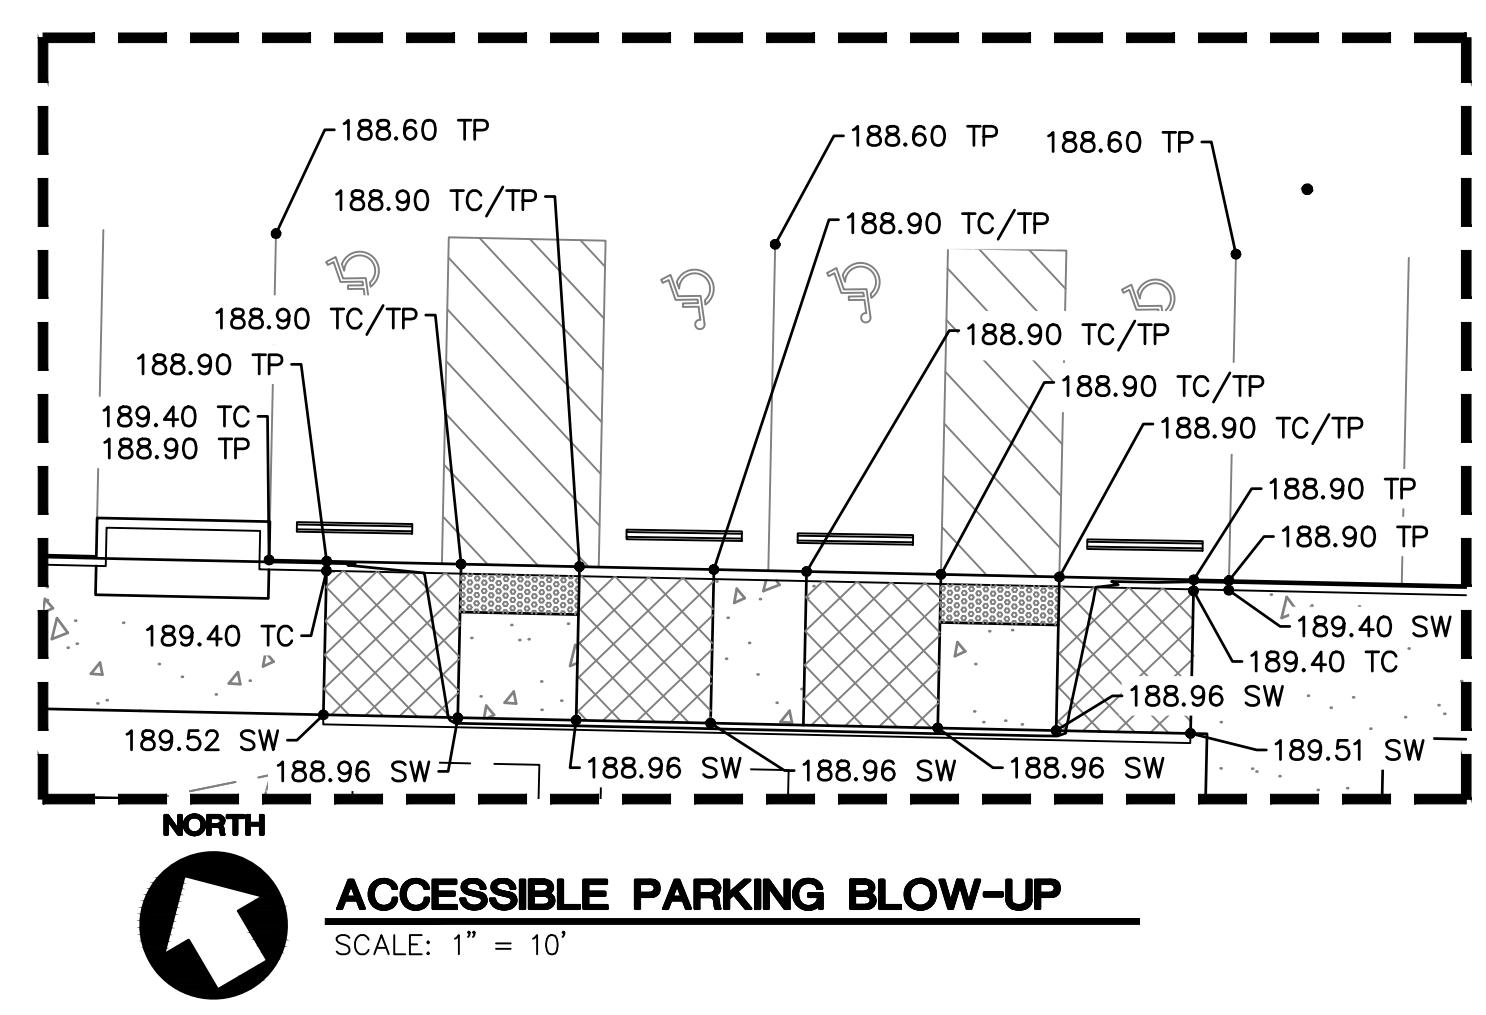 188.60 TP
188.60 TP
188.60 TP
188.90 TC/TP
188.90 TC/TP
188.90 TC/TP
188.90 TC/TP
188.90 TP
188.90 TC/TP
189.40 TC
188.90 TP
188.90 TC/TP
188.90 TP
188.90 TP
189.40 TC
189.40 SW
189.40 TC
188.96 SW
189.52 SW
189.51 SW
188.96 SW
188.96 SW
188.96 SW
188.96 SW
NORTH
ACCESSIBLE PARKING BLOW-UP
SCALE: 1” = 10’